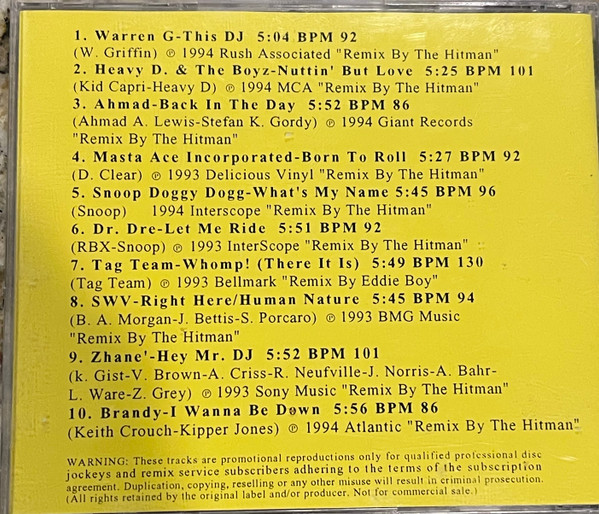 1. Warren G-This DJ 5:04 BPM 92
(W. Griffin) ℗ 1994 Rush Associated "Remix By The Hitman"
2. Heavy D. & The Boyz-Nuttin' But Love 5:25 BPM 101
(Kid Capri-Heavy D) ℗ 1994 MCA "Remix By The Hitman"
3. Ahmad-Back In The Day 5:52 BPM 86
(Ahmad A. Lewis-Stefan K. Gordy) ℗ 1994 Giant Records
"Remix By The Hitman"
4. Masta Ace Incorporated-Born To Roll 5:27 BPM 92
(D. Clear) ℗ 1993 Delicious Vinyl "Remix By The Hitman"
5. Snoop Doggy Dogg-What's My Name 5:45 BPM 96
(Snoop) 1994 Interscope "Remix By The Hitman"
6. Dr. Dre-Let Me Ride 5:51 BPM 92
(RBX-Snoop) ℗ 1993 InterScope "Remix By The Hitman"
7. Tag Team-Whomp! (There It Is) 5:49 BPM 130
(Tag Team) ℗ 1993 Bellmark "Remix By Eddie Boy"
8. SWV-Right Here/Human Nature 5:45 BPM 94
(B. A. Morgan-J. Bettis-S. Porcaro) ℗ 1993 BMG Music
"Remix By The Hitman"
9. Zhane'-Hey Mr. DJ 5:52 BPM 101
(k. Gist-V. Brown-A. Criss-R. Neufville-J. Norris-A. Bahr-
L. Ware-Z. Grey) ℗ 1993 Sony Music "Remix By The Hitman"
10. Brandy-I Wanna Be Down 5:56 BPM 86
(Keith Crouch-Kipper Jones) ℗ 1994 Atlantic "Remix By The Hitman"
WARNING: These tracks are promotional reproductions only for qualified professional disc
jockeys and remix service subscribers adhering to the terms of the subscription
agreement. Duplication, copying, reselling or any other misuse will result in criminal prosecution.
(All rights retained by the original label and/or producer. Not for commercial sale.)